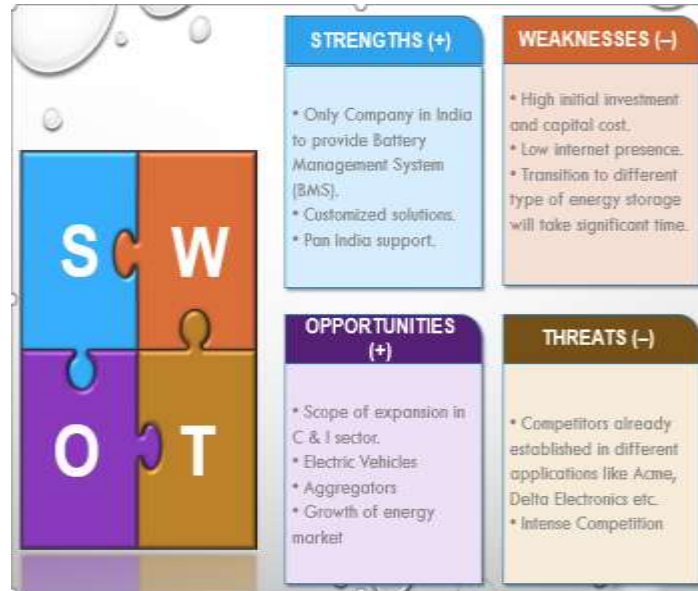 S W
O T
STRENGTHS (+)
• Only Company in India
to provide Battery
Management System
(BMS).
• Customized solutions.
• Pan India support.
WEAKNESSES (–)
• High initial investment
and capital cost.
• Low internet presence.
• Transition to different
type of energy storage
will take significant time.
OPPORTUNITIES
(+)
• Scope of expansion in
C & I sector.
• Electric Vehicles
• Aggregators
• Growth of energy
market
THREATS (–)
• Competitors already
established in different
applications like Acme,
Delta Electronics etc.
• Intense Competition